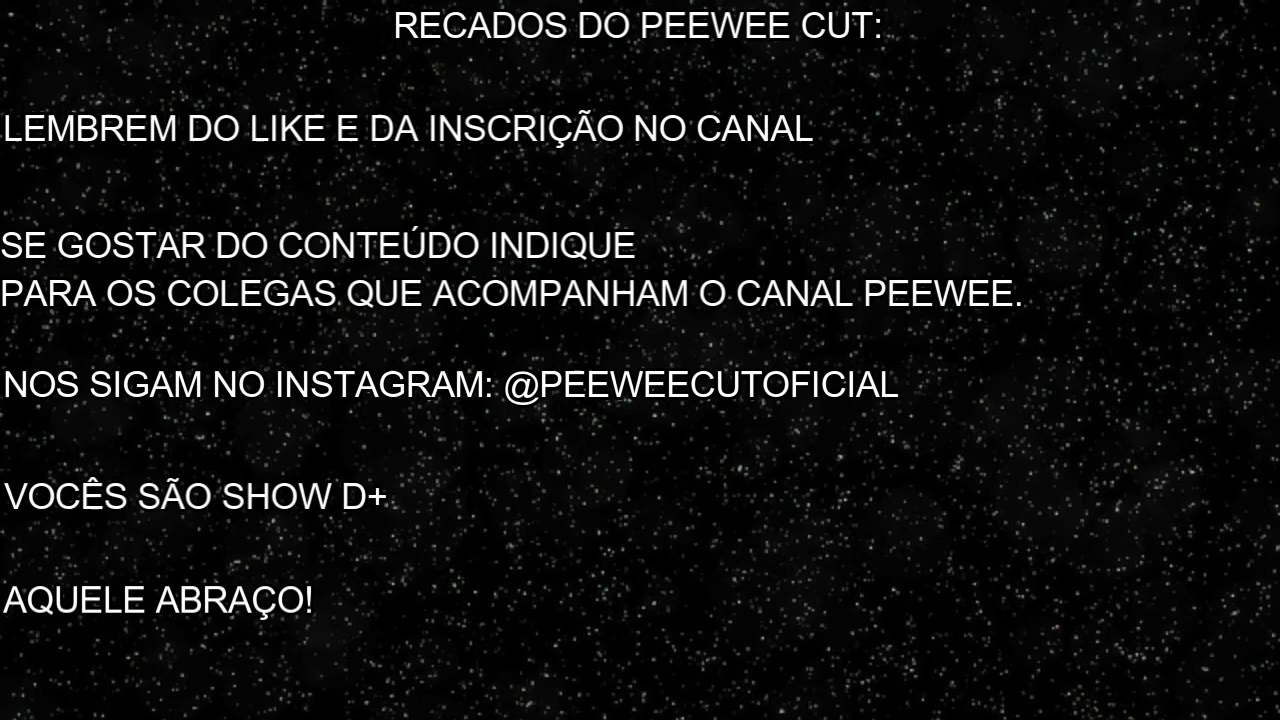 RECADOS DO PEEWEE CUT:
LEMBREM DO LIKE E DA INSCRIÇÃO NO CANAL
SE GOSTAR DO CONTEÚDO INDIQUE
PARA OS COLEGAS QUE ACOMPANHAM O CANAL PEEWEE.
NOS SIGAM NO INSTAGRAM: @PEEWEECUTOFICIAL
VOCÊS SÃO SHOW D+
AQUELE ABRAÇO!